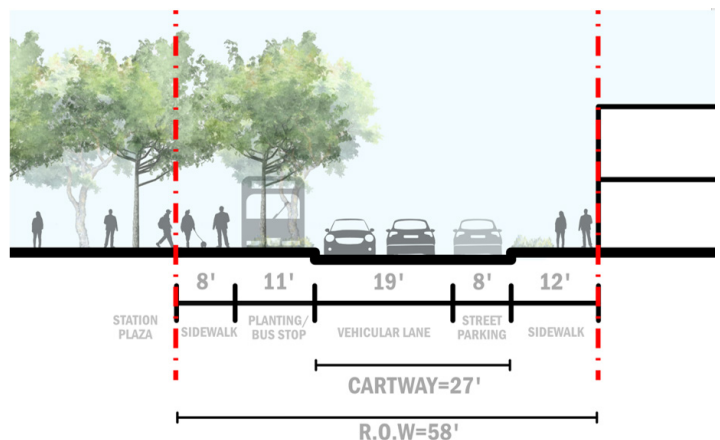 8' 11' 19' 8' 12'
STATION PLAZA
SIDEWALK
PLANTING/
BUS STOP
VEHICULAR LANE
STREET
PARKING
SIDEWALK
CARTWAY=27'
R.O.W=58'